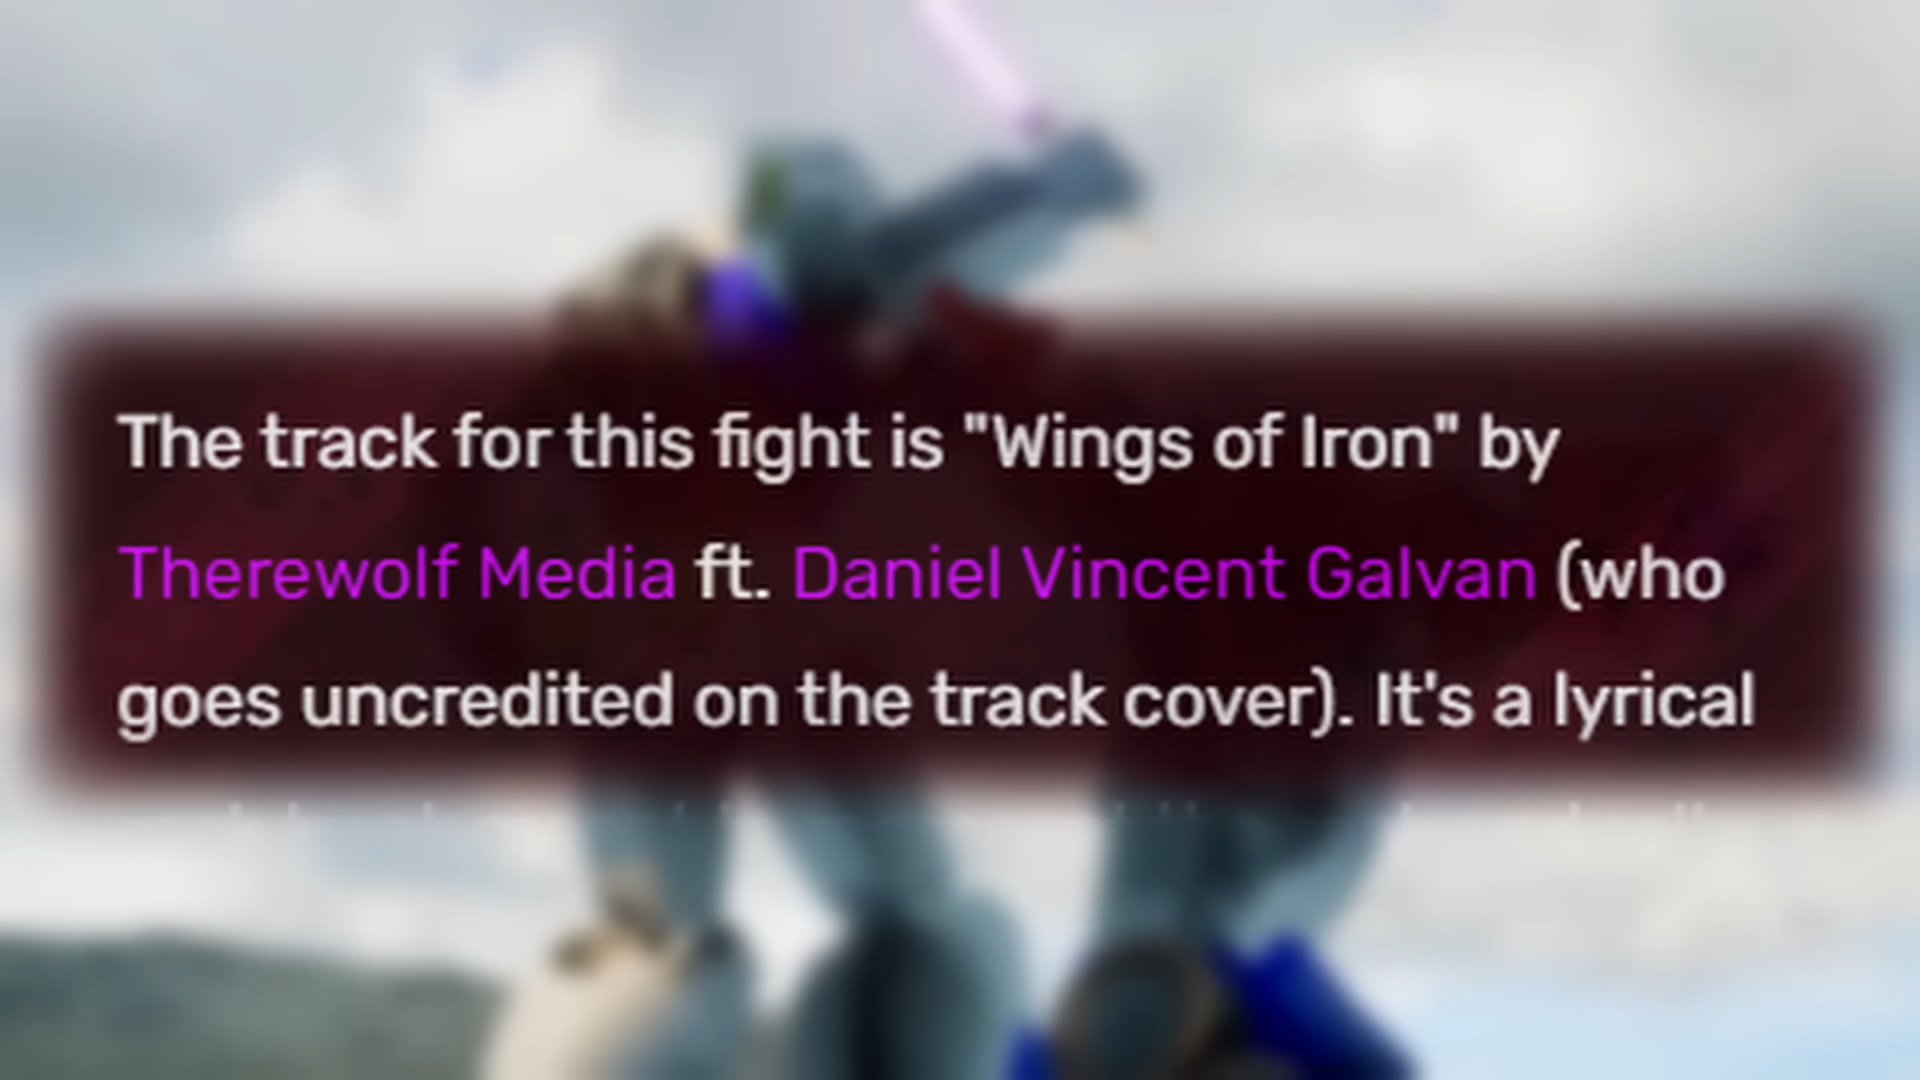 The track for this fight is "Wings of Iron" by
Therewolf Media ft. Daniel Vincent Galvan (who
goes uncredited on the track cover). It's a lyrical